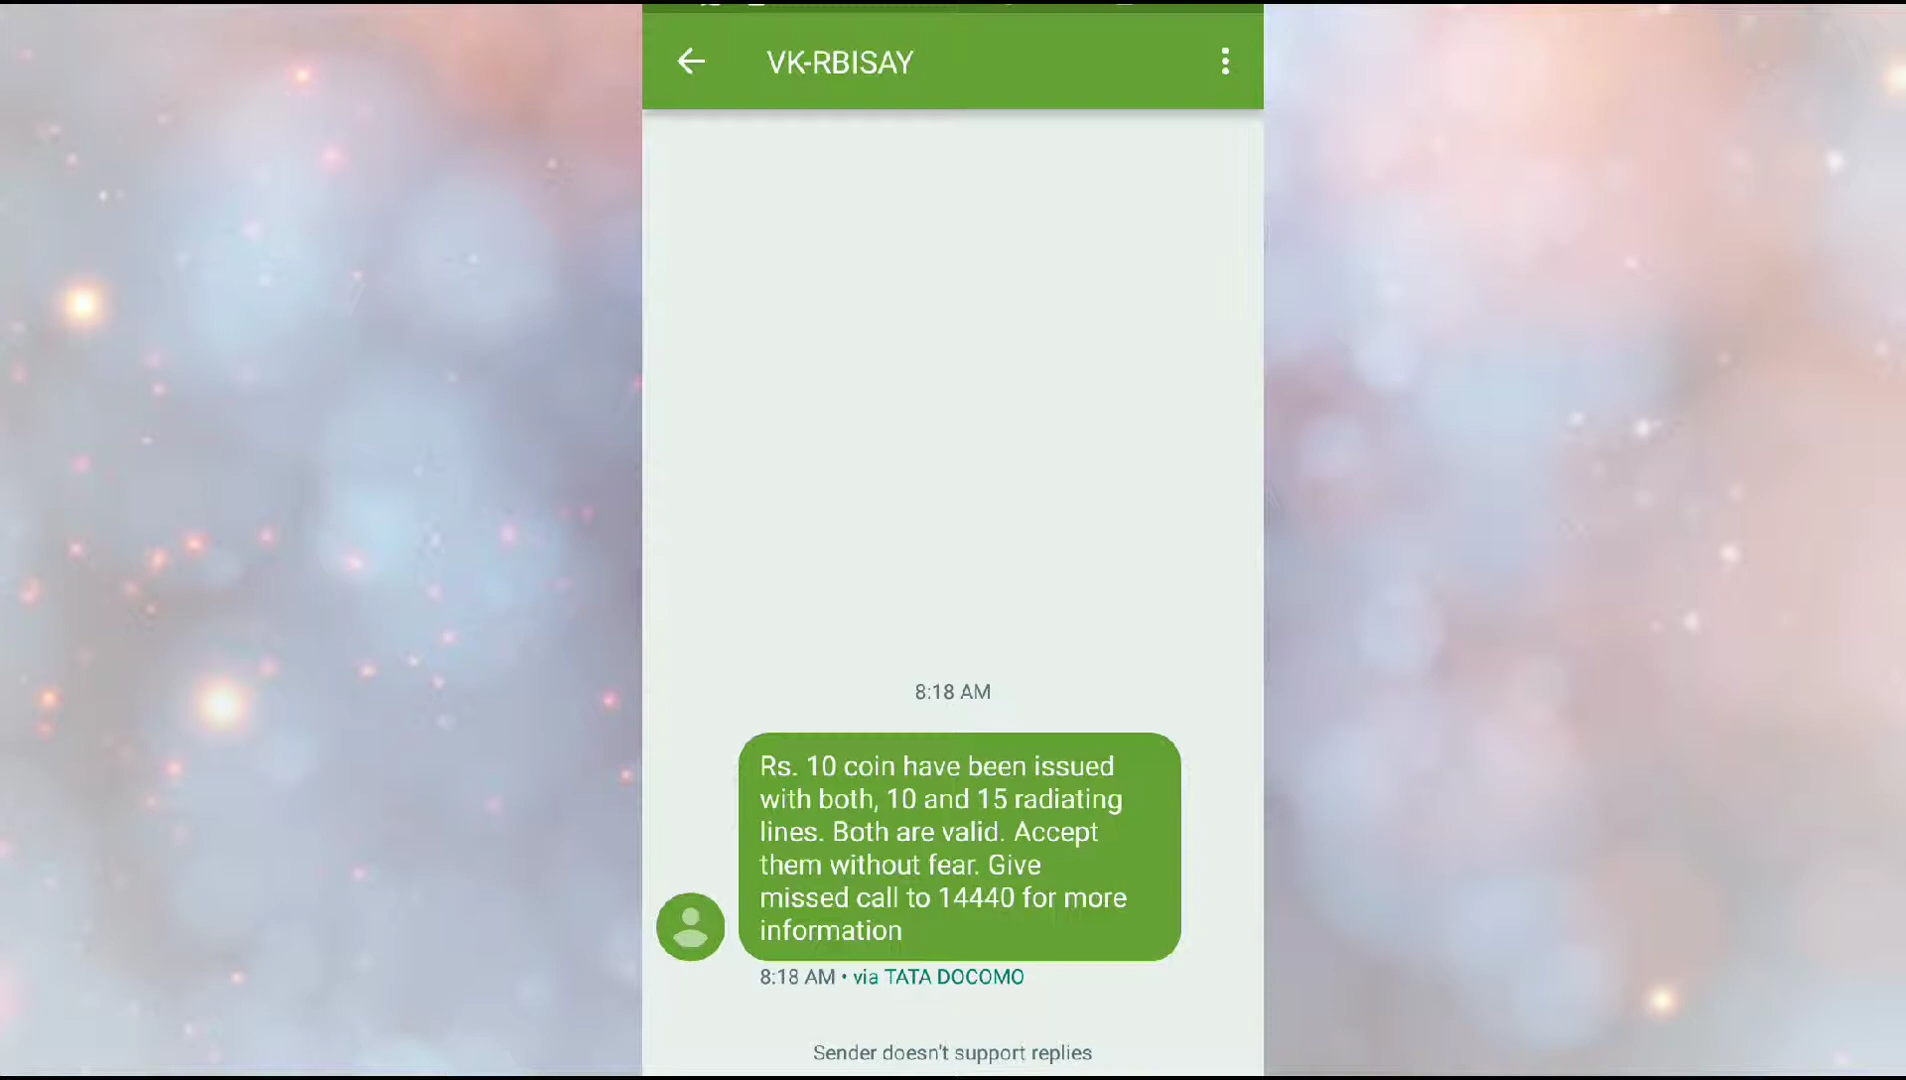 VK-RBISAY
8:18 AM
Rs. 10 coin have been issued
with both, 10 and 15 radiating
lines. Both are valid. Accept
them without fear. Give
missed call to 14440 for more
information
8:18 AM • via TATA DOCOMO
Sender doesn't support replies